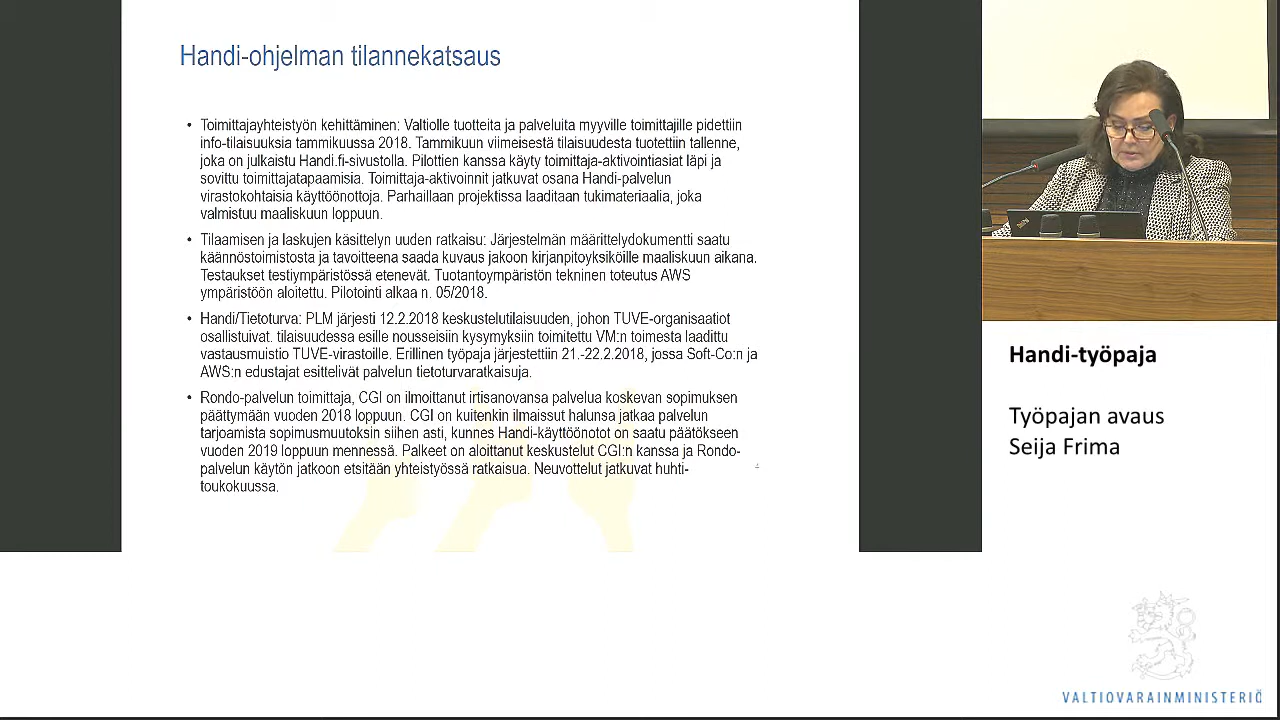 Handi-ohjelman tilannekatsaus
• Toimittajayhteistyön kehittäminen: Valtiolle tuotteita ja palveluita myyville toimittajille pidettiin
info-tilaisuuksia tammikuussa 2018. Tammikuun viimeisestä tilaisuudesta tuotettiin tallenne,
joka on julkaistu Handi.fi-sivustolla. Pilottien kanssa käyty toimittaja-aktivointiasiat läpi ja
sovittu toimittajatapaamisia. Toimittaja-aktivoinnit jatkuvat osana Handi-palvelun
virastokohtaisia käyttöönottoja. Parhaillaan projektissa laaditaan tukimateriaalia, joka
valmistuu maaliskuun loppuun.
• Tilaamisen ja laskujen käsittelyn uuden ratkaisu: Järjestelmän määrittelydokumentti saatu
käännöstoimistosta ja tavoitteena saada kuvaus jakoon kirjanpitoyksiköille maaliskuun aikana.
Testaukset testiympäristössä etenevät. Tuotantoympäristön tekninen toteutus AWS
ympäristöön aloitettu. Pilotointi alkaa n. 05/2018.
• Handi/Tietoturva: PLM järjesti 12.2.2018 keskustelutilaisuuden, johon TUVE-organisaatiot
osallistuivat. tilaisuudessa esille nousseisiin kysymyksiin toimitettu VM:n toimesta laadittu
vastausmuistio TUVE-virastoille. Erillinen työpaja järjestettiin 21.-22.2.2018, jossa Soft-Co:n ja
AWS:n edustajat esittelivät palvelun tietoturvaratkaisuja.
• Rondo-palvelun toimittaja, CGI on ilmoittanut irtisanovansa palvelua koskevan sopimuksen
päättymään vuoden 2018 loppuun. CGI on kuitenkin ilmaissut halunsa jatkaa palvelun
tarjoamista sopimusmuutoksin siihen asti, kunnes Handi-käyttöönotot on saatu päätökseen
vuoden 2019 loppuun mennessä. Palkeet on aloittanut keskustelut CGI:n kanssa ja Rondo-
palvelun käytön jatkoon etsitään yhteistyössä ratkaisua. Neuvottelut jatkuvat huhti-
toukokuussa.
4
Handi-työpaja
Työpajan avaus
Seija Frima
VALTIOVARAINMINISTERIÖ